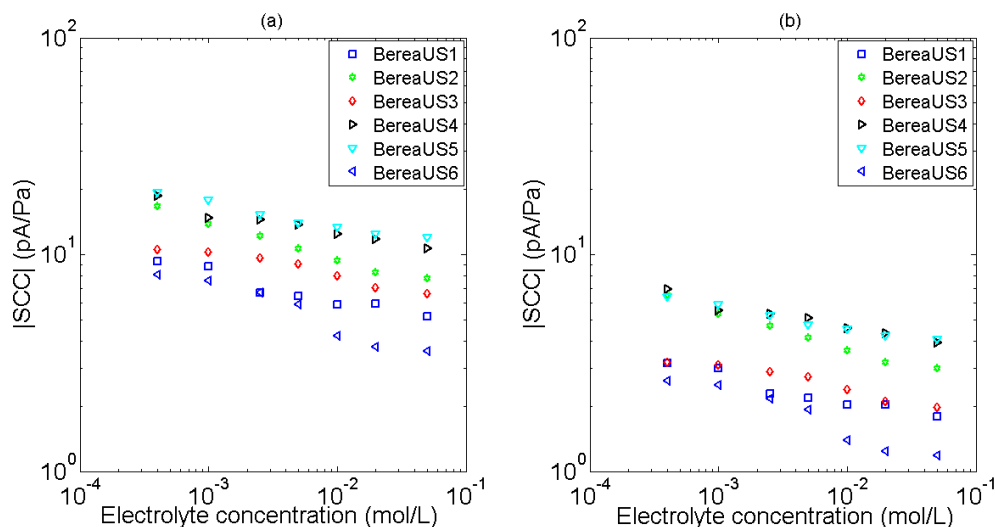 (a)
10^2
10^1
10^0
|SCC| (pA/Pa)
BereaUS1
BereaUS2
BereaUS3
BereaUS4
BereaUS5
BereaUS6
10^-4
10^-3
10^-2
10^-1
Electrolyte concentration (mol/L)
(b)
10^2
10^1
10^0
|SCC| (pA/Pa)
BereaUS1
BereaUS2
BereaUS3
BereaUS4
BereaUS5
BereaUS6
10^-4
10^-3
10^-2
10^-1
Electrolyte concentration (mol/L)